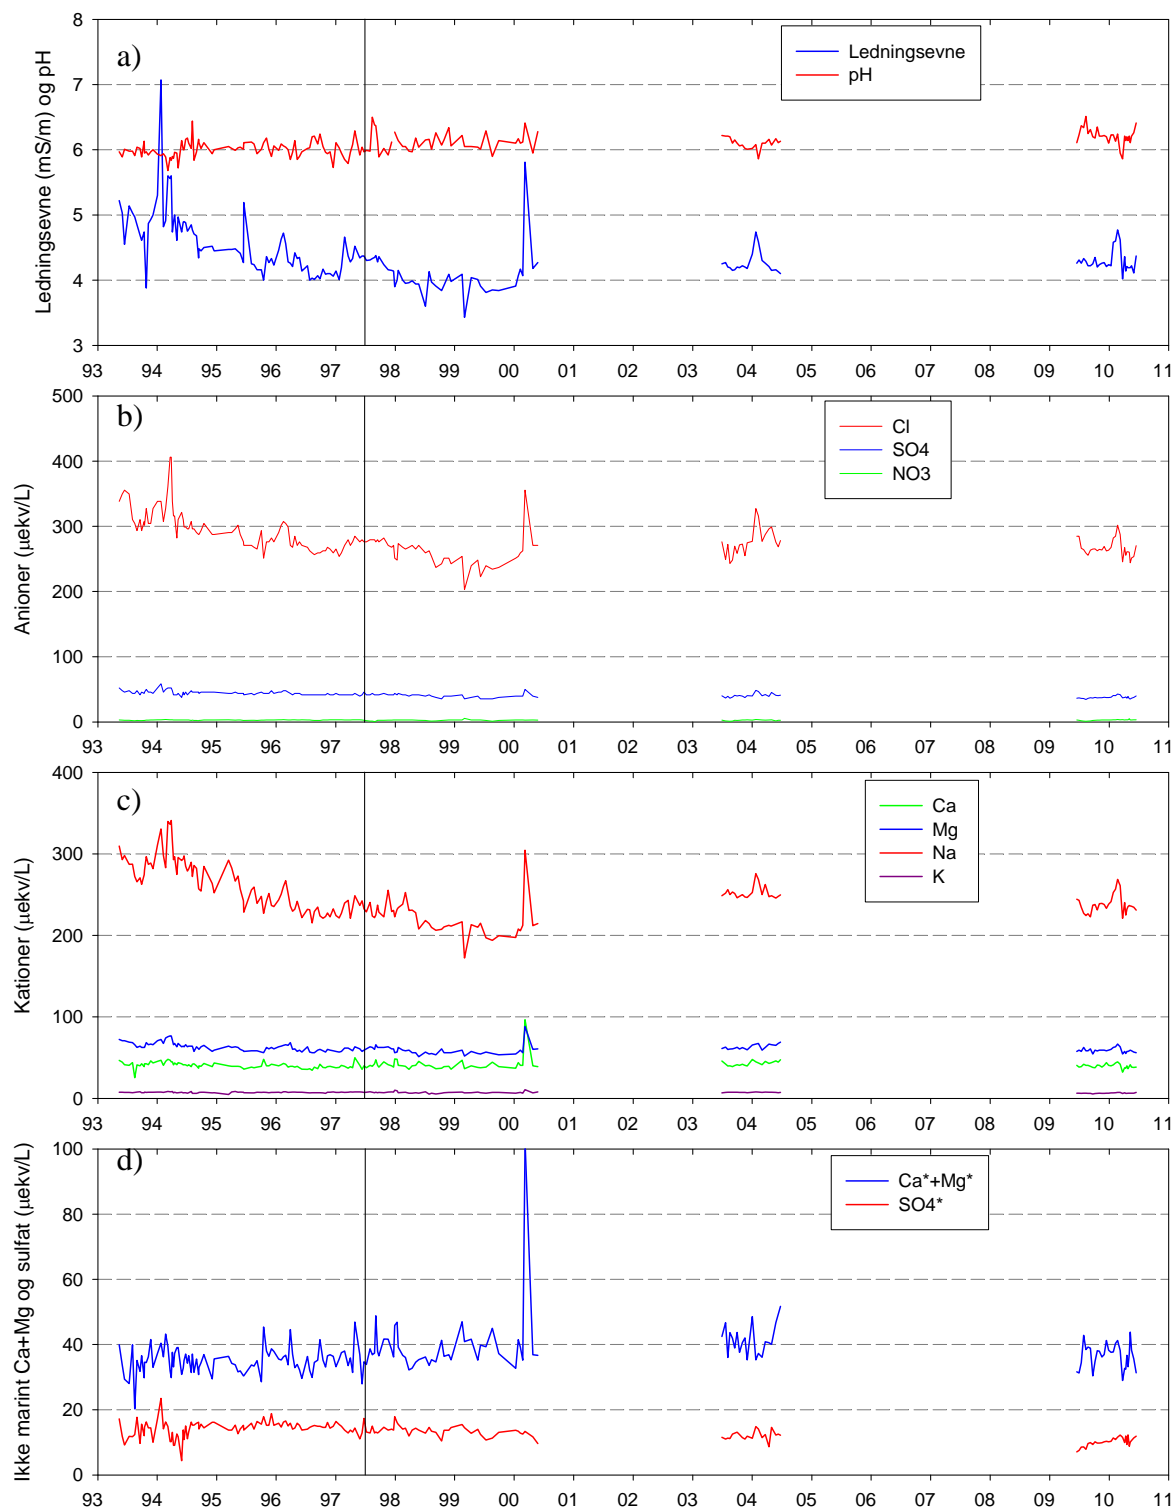 a)
Ledningsevne
pH
Ledningsevne (mS/m) og pH
7
6
5
4
3
93 94 95 96 97 98 99 00 01 02 03 04 05 06 07 08 09 10 11
b)
Cl
SO4
NO3
Anioner (µekv/L)
500
400
300
200
100
0
93 94 95 96 97 98 99 00 01 02 03 04 05 06 07 08 09 10 11
c)
Ca
Mg
Na
K
Kationer (µekv/L)
400
300
200
100
0
93 94 95 96 97 98 99 00 01 02 03 04 05 06 07 08 09 10 11
d)
Ca*+Mg*
SO4*
Ikke marint Ca+Mg og sulfat (µekv/L)
100
80
60
40
20
0
93 94 95 96 97 98 99 00 01 02 03 04 05 06 07 08 09 10 11